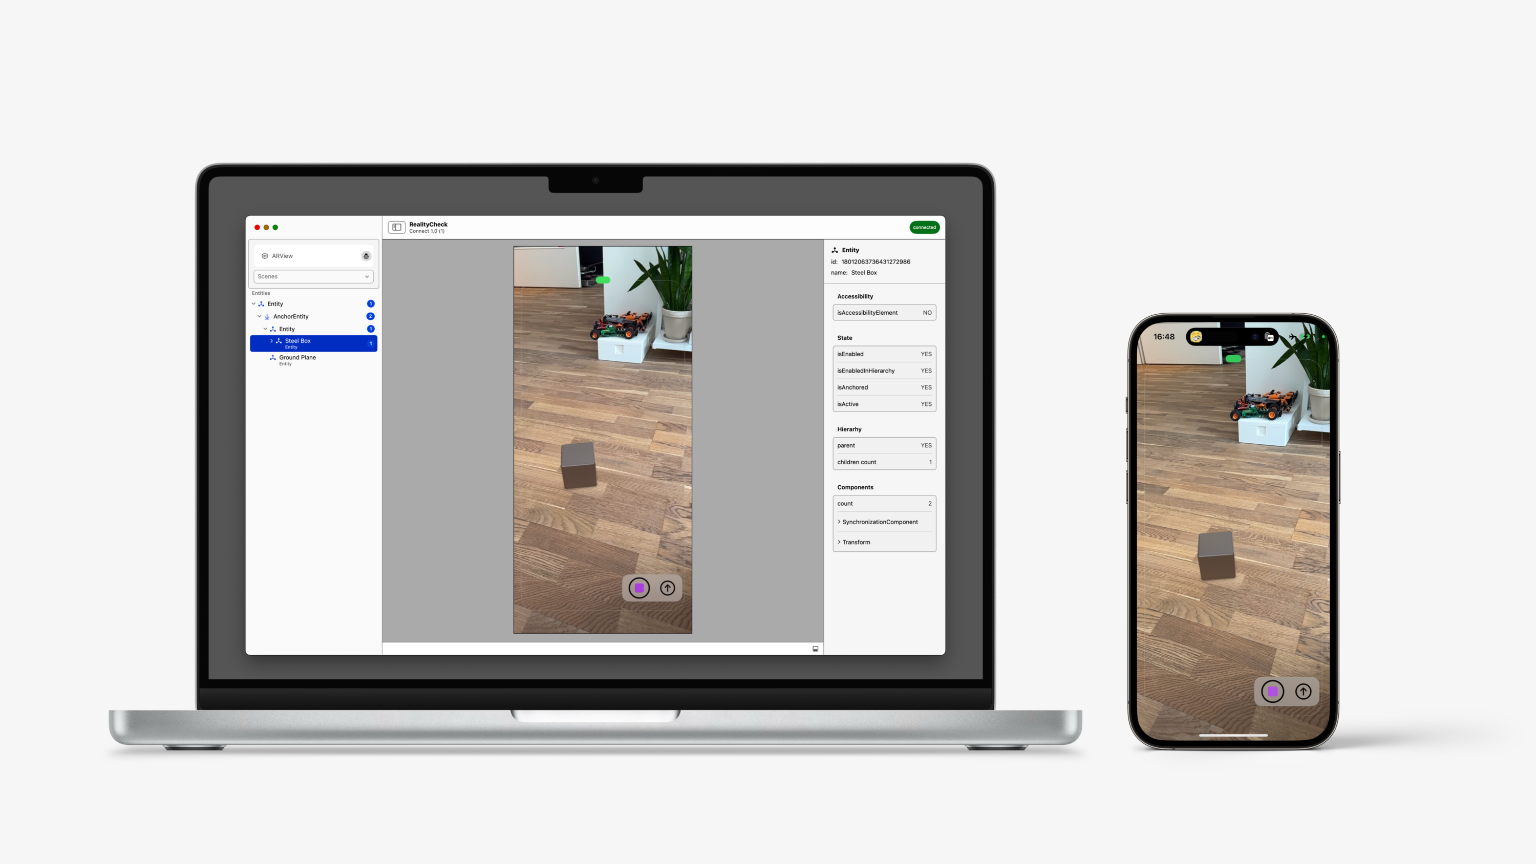 RealityCheck
Connect 1.0 (1)
connected
ARView
Scenes
Entities
Entity 1
AnchorEntity 2
Entity 1
Steel Box
Entity
1
Ground Plane
Entity
Entity
id: 18012063736431272986
name: Steel Box
Accessibility
isAccessibilityElement NO
State
isEnabled YES
isEnabledInHierarchy YES
isAnchored YES
isActive YES
Hierarhy
parent YES
children count 1
Components
count 2
SynchronizationComponent
Transform
16:48